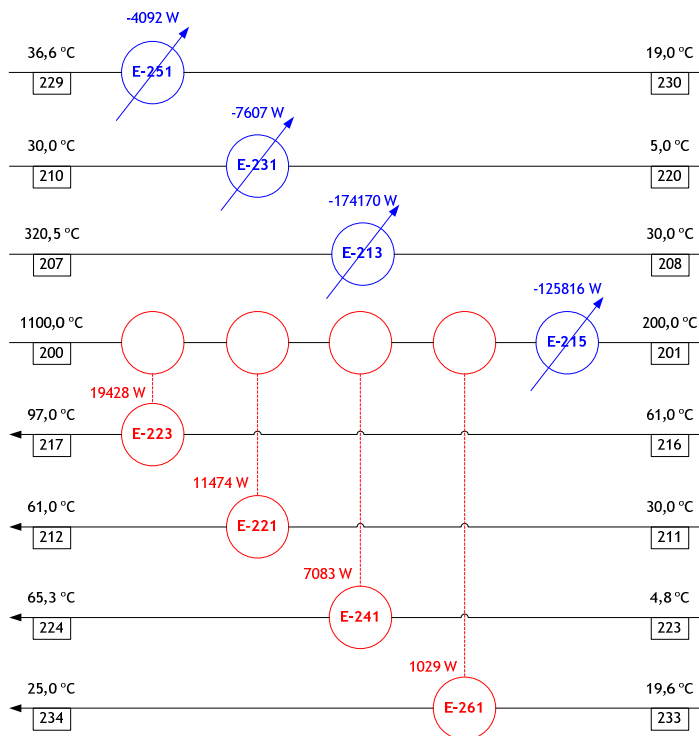 -4092 W
36,6 °C
19,0 °C
E-251
229
230
-7607 W
30,0 °C
5,0 °C
E-231
210
220
-174170 W
320,5 °C
30,0 °C
E-213
207
208
-125816 W
1100,0 °C
200,0 °C
E-215
200
201
19428 W
97,0 °C
61,0 °C
E-223
217
216
11474 W
61,0 °C
30,0 °C
E-221
212
211
7083 W
65,3 °C
4,8 °C
E-241
224
223
1029 W
25,0 °C
19,6 °C
E-261
234
233